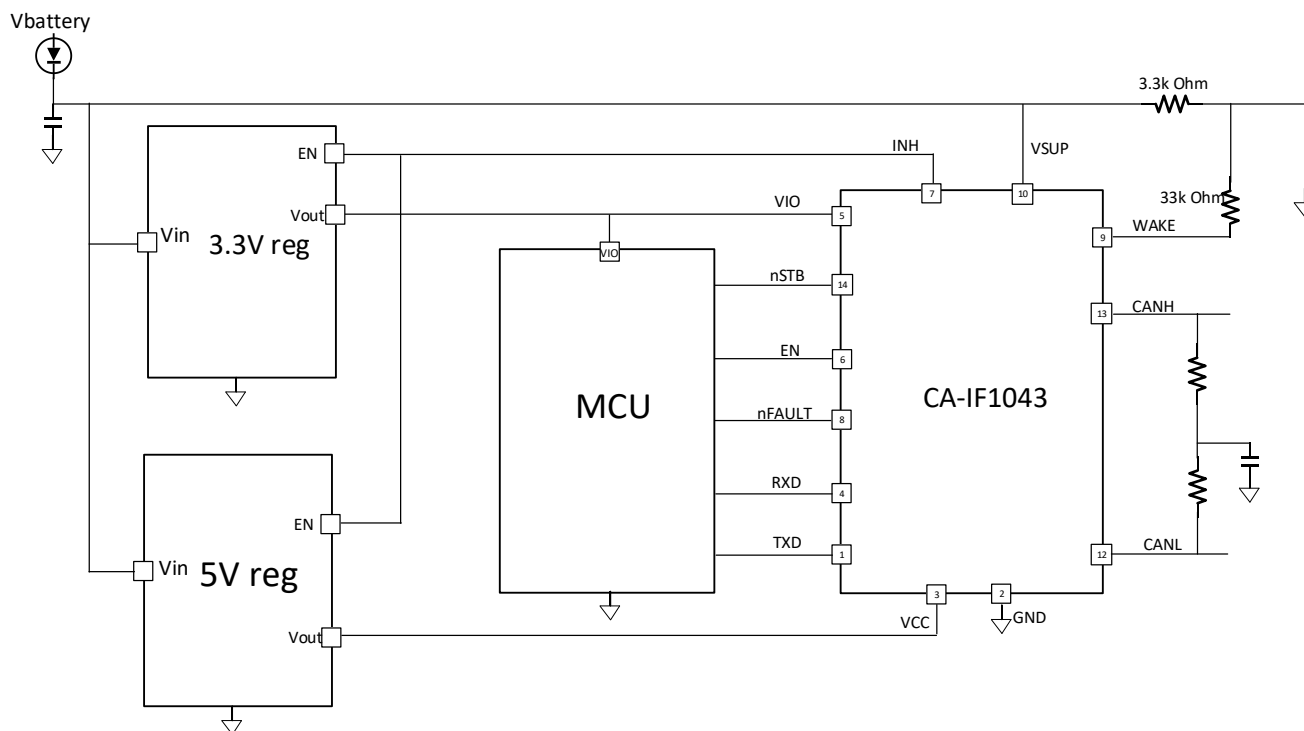 Vbattery
3.3k Ohm
EN
INH
VSUP
7
10
Vout
VIO
5
33k Ohm
Vin
3.3V reg
WAKE
9
VIO
nSTB
14
CANH
13
EN
6
MCU
CA-IF1043
nFAULT
8
RXD
4
EN
TXD
1
CANL
12
Vin
5V reg
3
2
VCC
GND
Vout